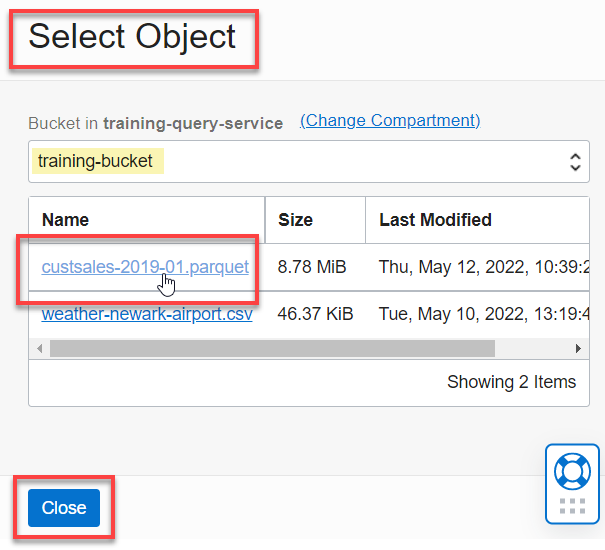 Select Object
Bucket in training-query-service (Change Compartment)
training-bucket
Name Size Last Modified
custsales-2019-01.parquet 8.78 MiB Thu, May 12, 2022, 10:39:2
weather-newark-airport.csv 46.37 KiB Tue, May 10, 2022, 13:19:4
Showing 2 Items
Close